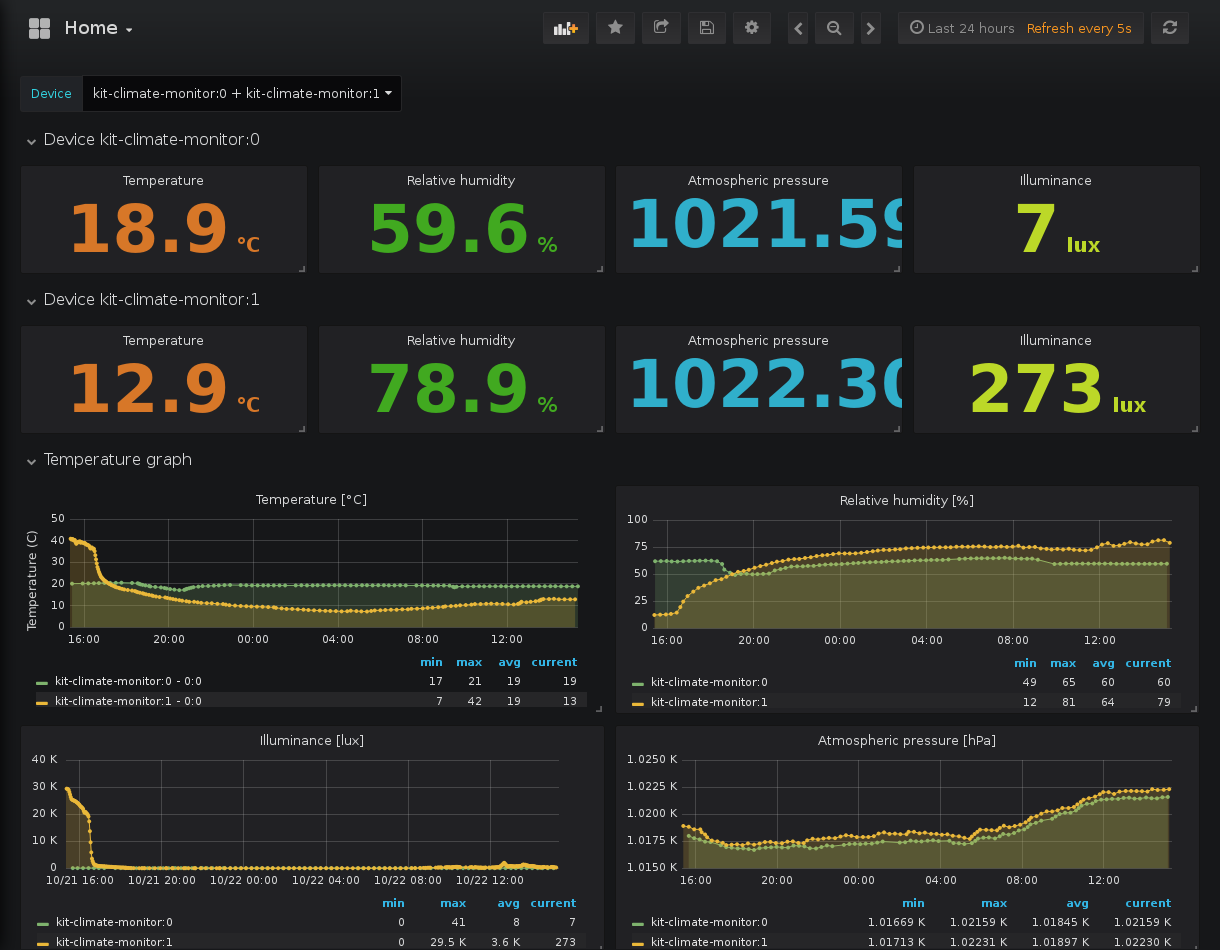 Home
Last 24 hours Refresh every 5s
Device kit-climate-monitor:0 + kit-climate-monitor:1
Device kit-climate-monitor:0
Temperature Relative humidity Atmospheric pressure Illuminance
18.9 °C 59.6 % 1021.59 7 lux
Device kit-climate-monitor:1
Temperature Relative humidity Atmospheric pressure Illuminance
12.9 °C 78.9 % 1022.30 273 lux
Temperature graph
Temperature [°C]
Temperature (C)
50
40
30
20
10
0
16:00 20:00 00:00 04:00 08:00 12:00
min max avg current
kit-climate-monitor:0 - 0:0 17 21 19 19
kit-climate-monitor:1 - 0:0 7 42 19 13
Relative humidity [%]
100
75
50
25
0
16:00 20:00 00:00 04:00 08:00 12:00
min max avg current
kit-climate-monitor:0 49 65 60 60
kit-climate-monitor:1 12 81 64 79
Illuminance [lux]
40 K
30 K
20 K
10 K
0
10/21 16:00 10/21 20:00 10/22 00:00 10/22 04:00 10/22 08:00 10/22 12:00
min max avg current
kit-climate-monitor:0 0 41 8 7
kit-climate-monitor:1 0 29.5 K 3.6 K 273
Atmospheric pressure [hPa]
1.0250 K
1.0225 K
1.0200 K
1.0175 K
1.0150 K
16:00 20:00 00:00 04:00 08:00 12:00
min max avg current
kit-climate-monitor:0 1.01669 K 1.02159 K 1.01845 K 1.02159 K
kit-climate-monitor:1 1.01713 K 1.02231 K 1.01897 K 1.02230 K